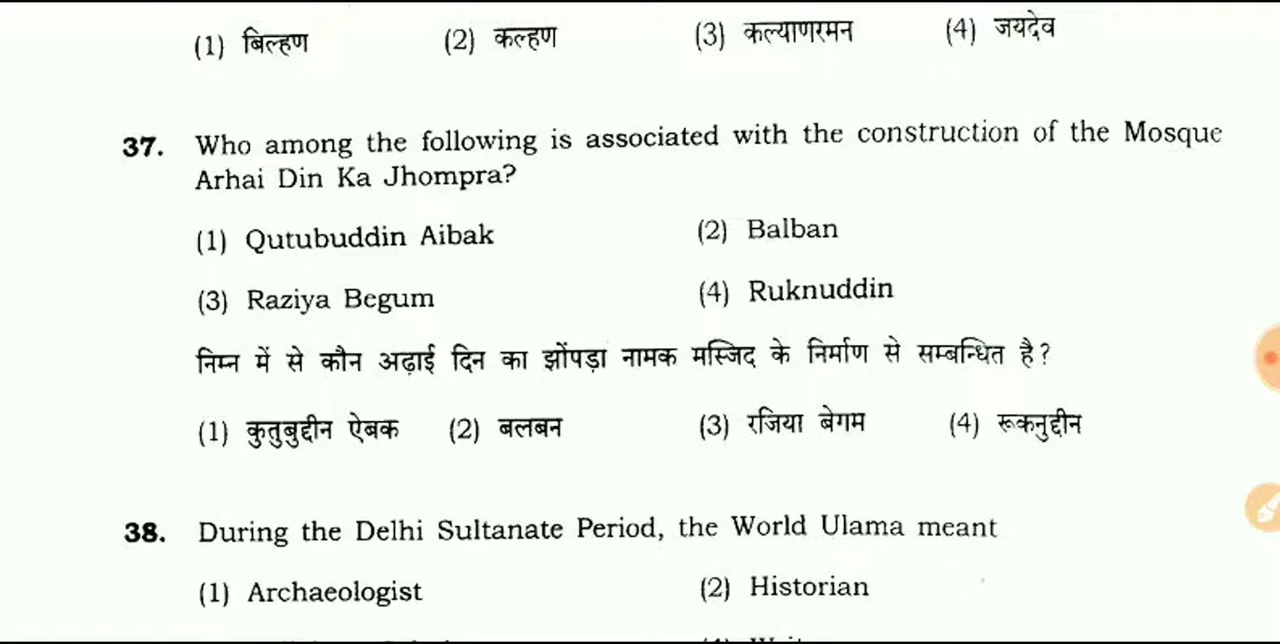 (1) बिल्हण (2) कल्हण (3) कल्याणरमन (4) जयदेव
37. Who among the following is associated with the construction of the Mosque
Arhai Din Ka Jhompra?
(1) Qutubuddin Aibak (2) Balban
(3) Raziya Begum (4) Ruknuddin
निम्न में से कौन अढ़ाई दिन का झोंपड़ा नामक मस्जिद के निर्माण से सम्बन्धित है?
(1) कुतुबुद्दीन ऐबक (2) बलबन (3) रजिया बेगम (4) रूकनुद्दीन
38. During the Delhi Sultanate Period, the World Ulama meant
(1) Archaeologist (2) Historian